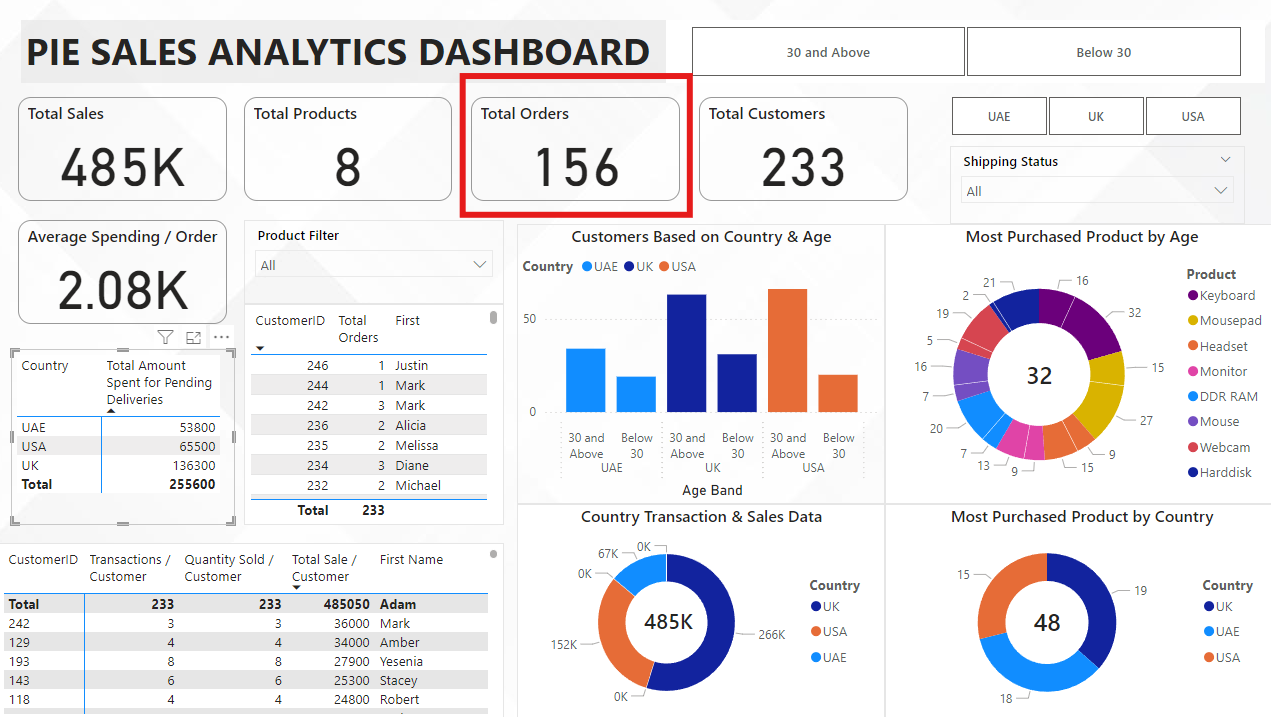 PIE SALES ANALYTICS DASHBOARD
30 and Above
Below 30
Total Sales
485K
Total Products
8
Total Orders
156
Total Customers
233
UAE
UK
USA
Shipping Status
All
Average Spending / Order
2.08K
Product Filter
All
Country
Total Amount
Spent for Pending
Deliveries
UAE 53800
USA 65500
UK 136300
Total 255600
CustomerID Total First
Orders
246 1 Justin
244 1 Mark
242 3 Mark
236 2 Alicia
235 2 Melissa
234 3 Diane
232 2 Michael
Total 233
Customers Based on Country & Age
Country UAE UK USA
50
0
30 and Below 30 and Below 30 and Below
Above 30 Above 30 Above 30
UAE UK USA
Age Band
Most Purchased Product by Age
21
16
2
32
19
5
15
16
7
27
20
9
7
15
13
9
32
Product
Keyboard
Mousepad
Headset
Monitor
DDR RAM
Mouse
Webcam
Harddisk
CustomerID Transactions / Quantity Sold / Total Sale / First Name
Customer Customer Customer
Total 233 233 485050 Adam
242 3 3 36000 Mark
129 4 4 34000 Amber
193 8 8 27900 Yesenia
143 6 6 25300 Stacey
118 4 4 24800 Robert
Country Transaction & Sales Data
0K
67K
0K
152K
0K
266K
485K
Country
UK
USA
UAE
Most Purchased Product by Country
15
19
18
48
Country
UK
UAE
USA